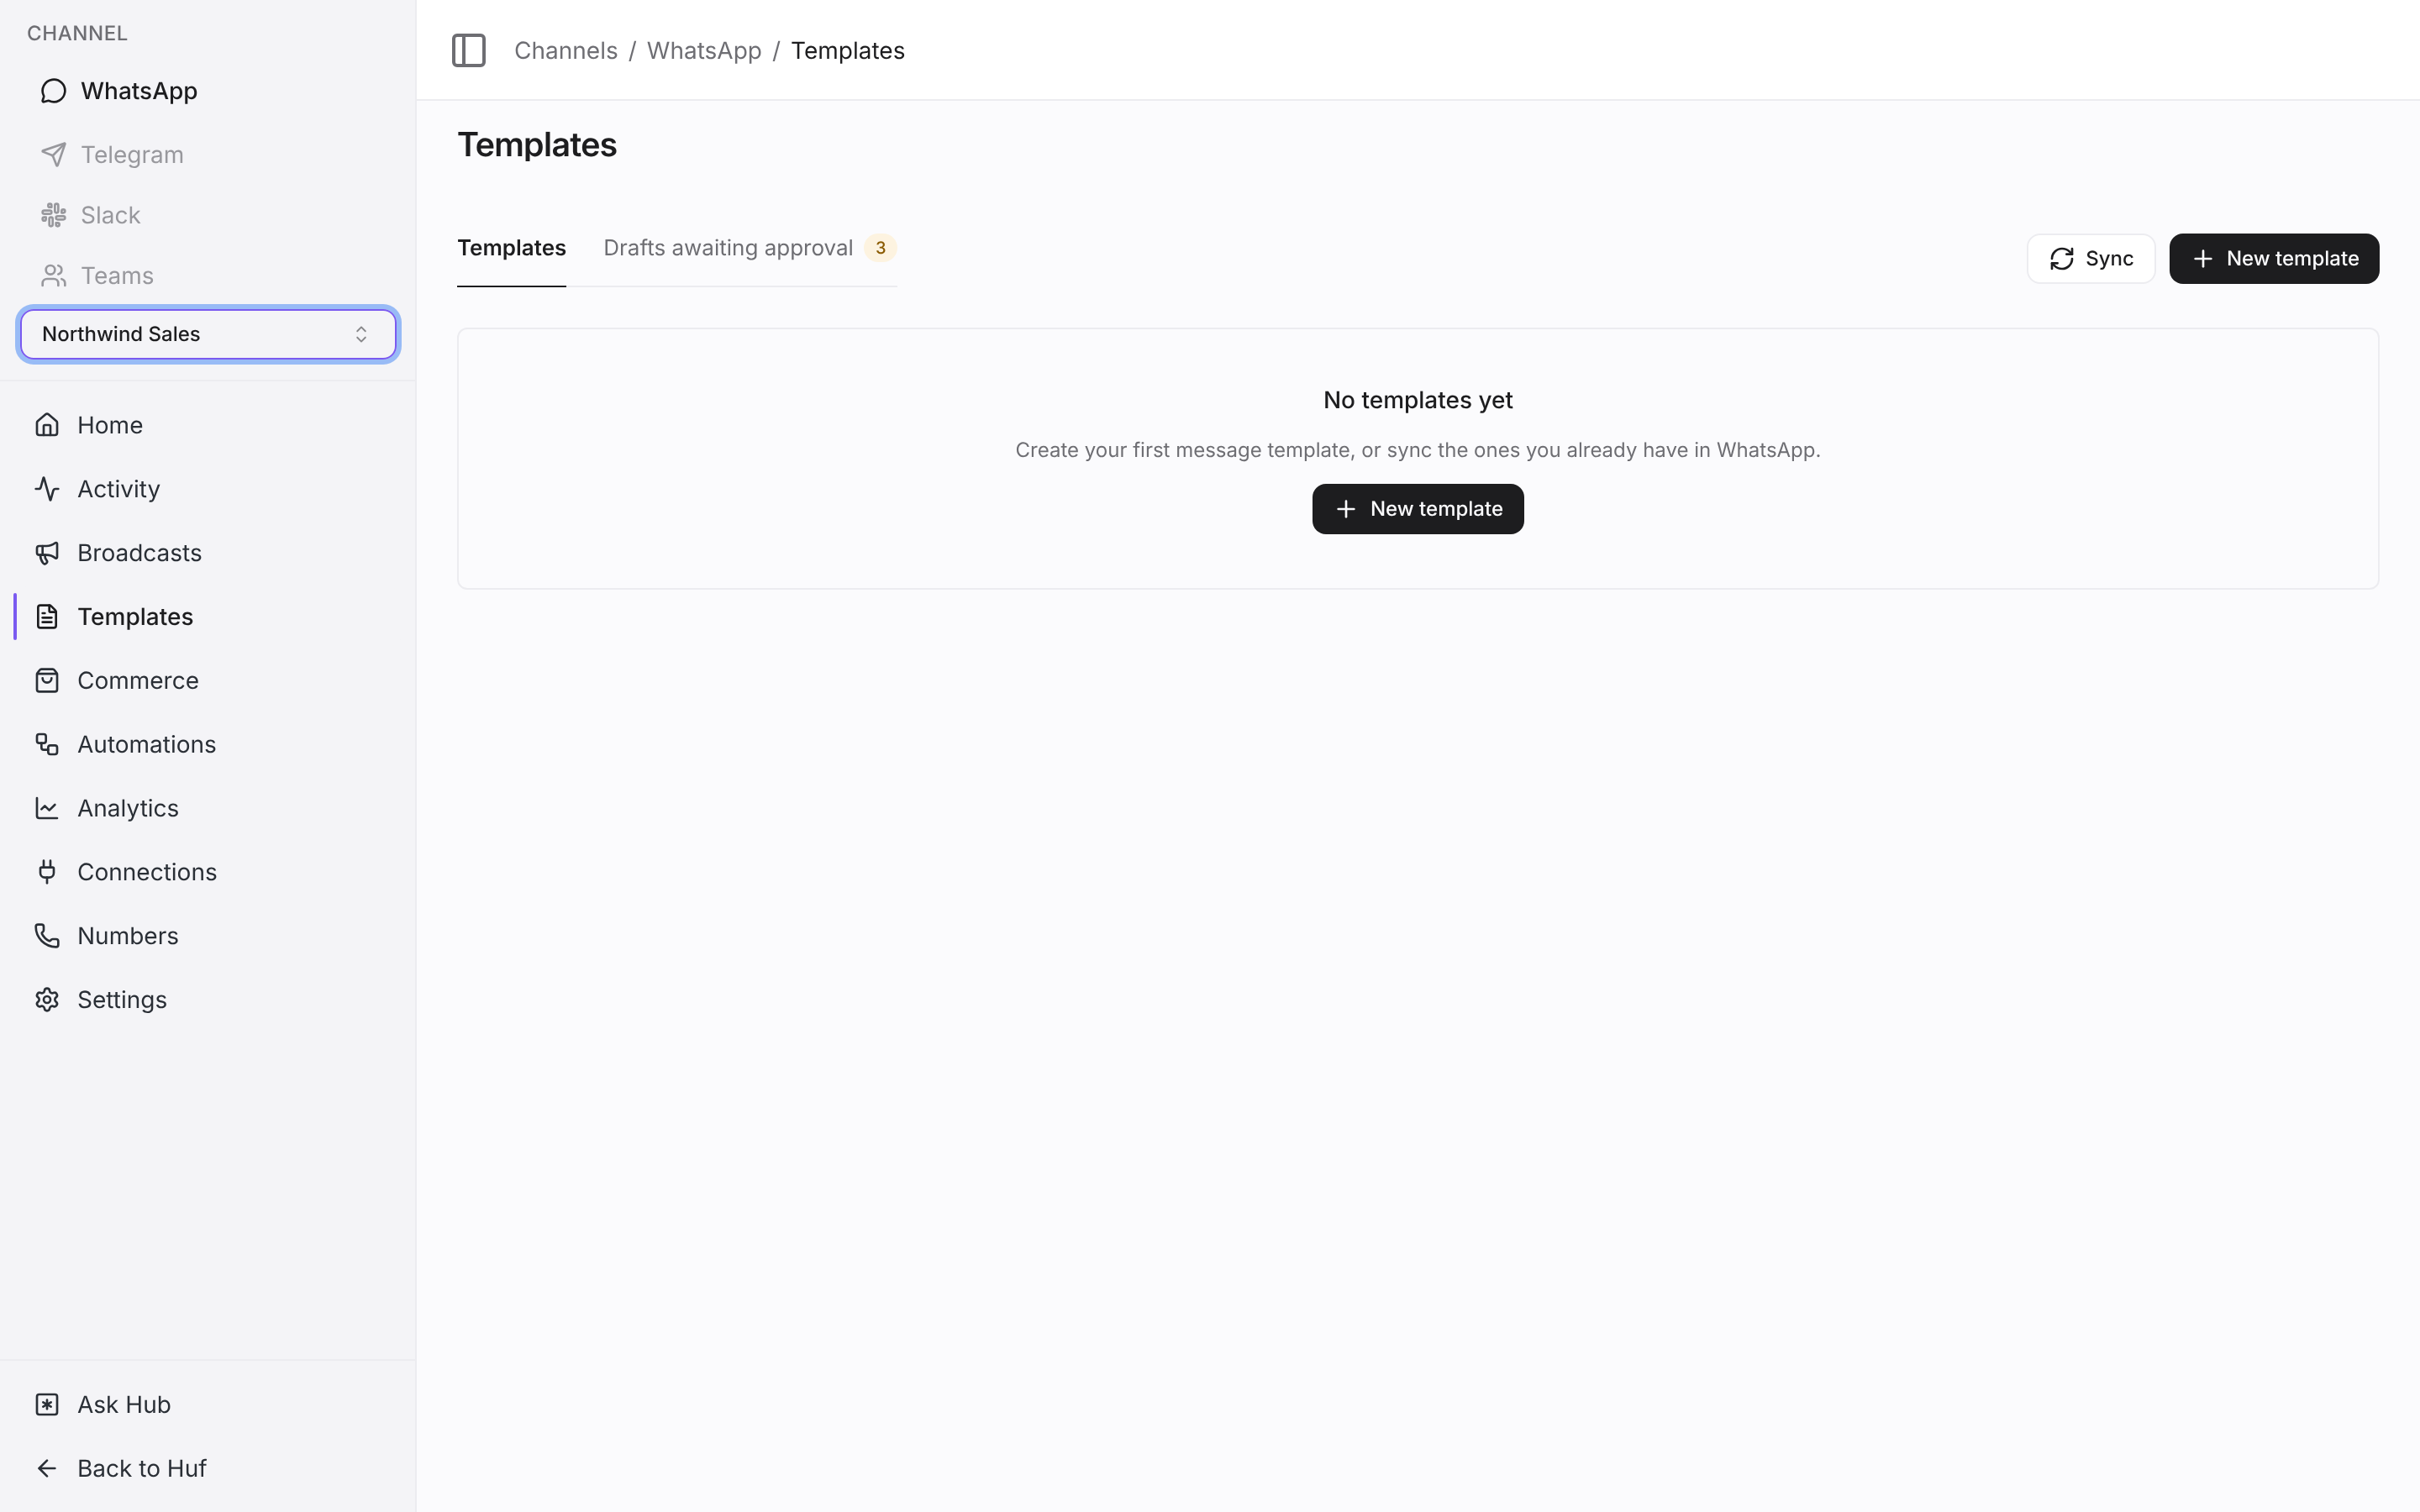 CHANNEL
WhatsApp
Telegram
Slack
Teams
Northwind Sales
Home
Activity
Broadcasts
Templates
Commerce
Automations
Analytics
Connections
Numbers
Settings
Ask Hub
Back to Huf
Channels / WhatsApp / Templates
Templates
Templates Drafts awaiting approval 3
Sync + New template
No templates yet
Create your first message template, or sync the ones you already have in WhatsApp.
+ New template